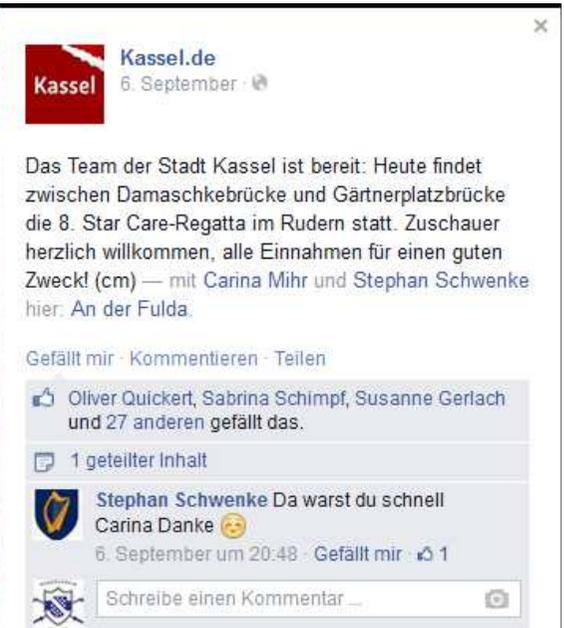 Kassel
Kassel.de
6. September ·
Das Team der Stadt Kassel ist bereit: Heute findet
zwischen Damaschkebrücke und Gärtnerplatzbrücke
die 8. Star Care-Regatta im Rudern statt. Zuschauer
herzlich willkommen, alle Einnahmen für einen guten
Zweck! (cm) — mit Carina Mihr und Stephan Schwenke
hier: An der Fulda.
Gefällt mir · Kommentieren · Teilen
Oliver Quickert, Sabrina Schimpf, Susanne Gerlach
und 27 anderen gefällt das.
1 geteilter Inhalt
Stephan Schwenke Da warst du schnell
Carina Danke
6. September um 20:48 · Gefällt mir · 1
Schreibe einen Kommentar ...